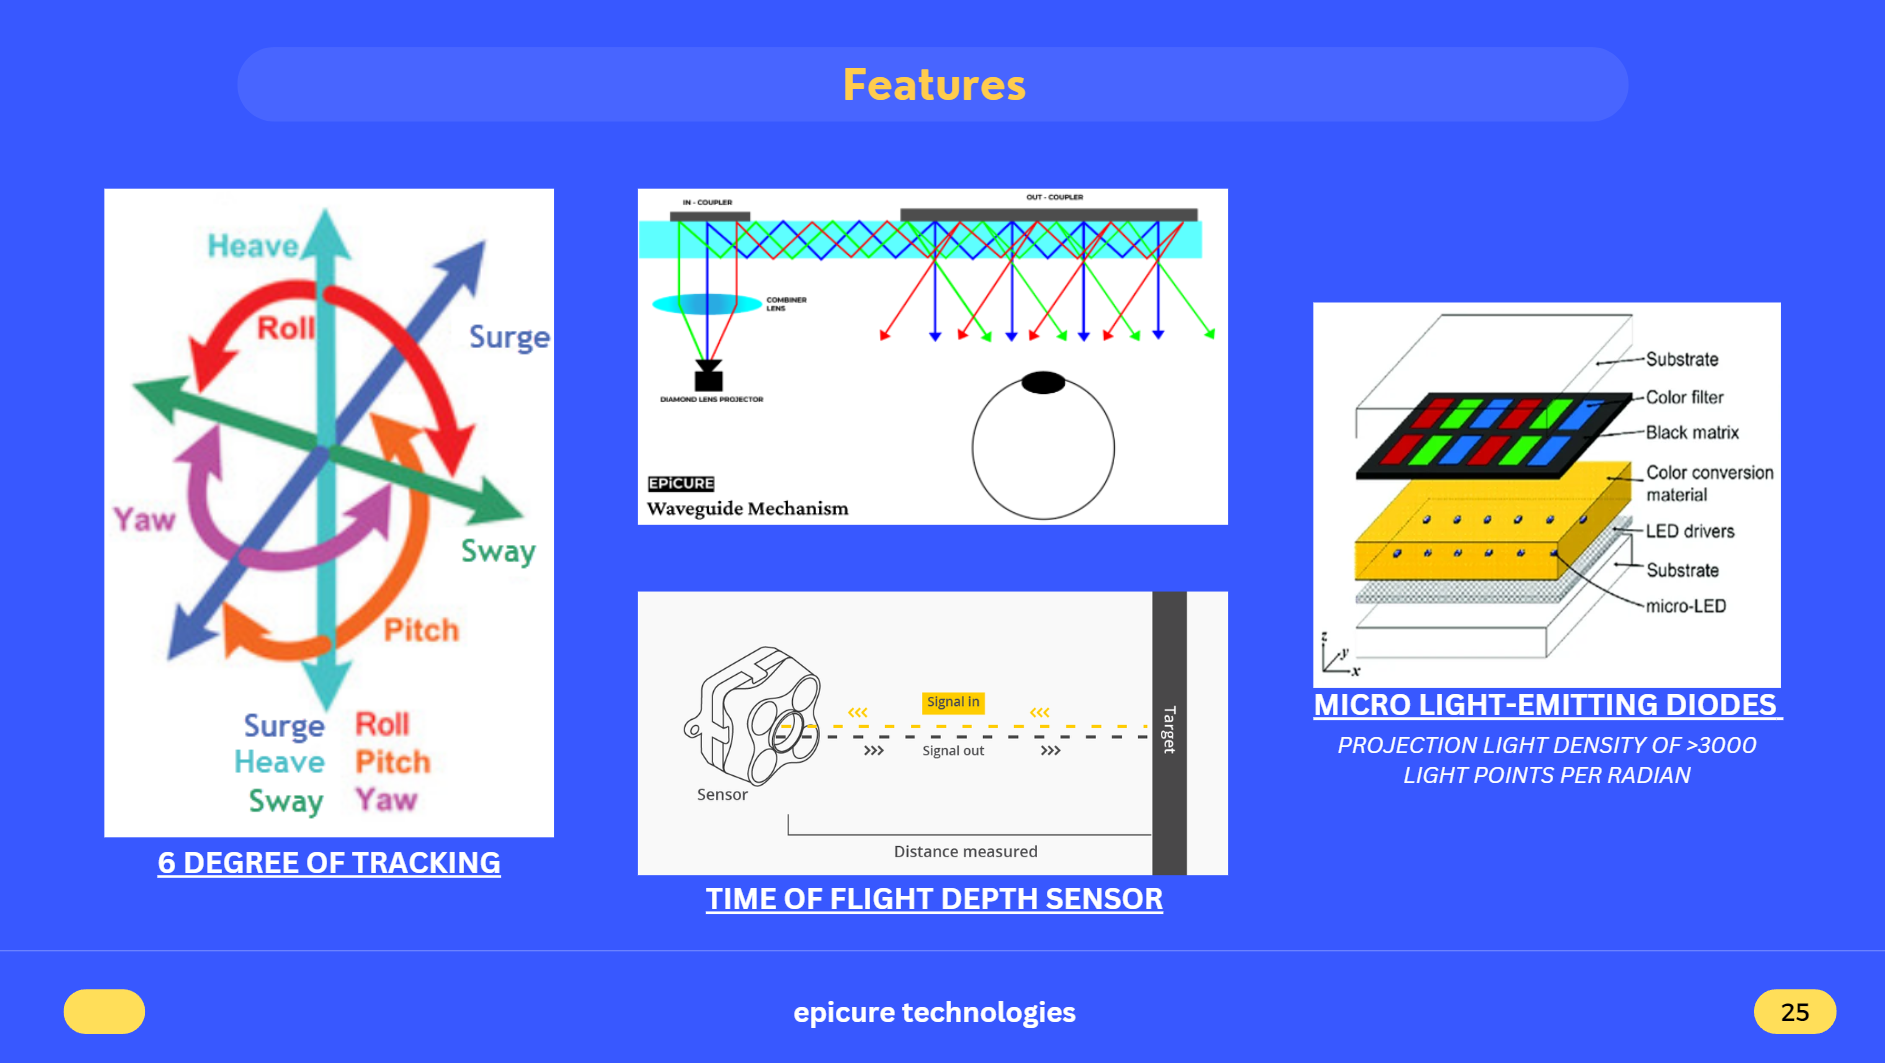 Features
Heave
Roll
Surge
Yaw
Sway
Pitch
Surge Roll
Heave Pitch
Sway Yaw
6 DEGREE OF TRACKING
IN - COUPLER
OUT - COUPLER
COMBINER
LENS
DIAMOND LENS PROJECTOR
EPiCURE
Waveguide Mechanism
Signal in
Signal out
Target
Sensor
Distance measured
TIME OF FLIGHT DEPTH SENSOR
Substrate
Color filter
Black matrix
Color conversion
material
LED drivers
Substrate
micro-LED
z
y
x
MICRO LIGHT-EMITTING DIODES
PROJECTION LIGHT DENSITY OF >3000
LIGHT POINTS PER RADIAN
epicure technologies
25